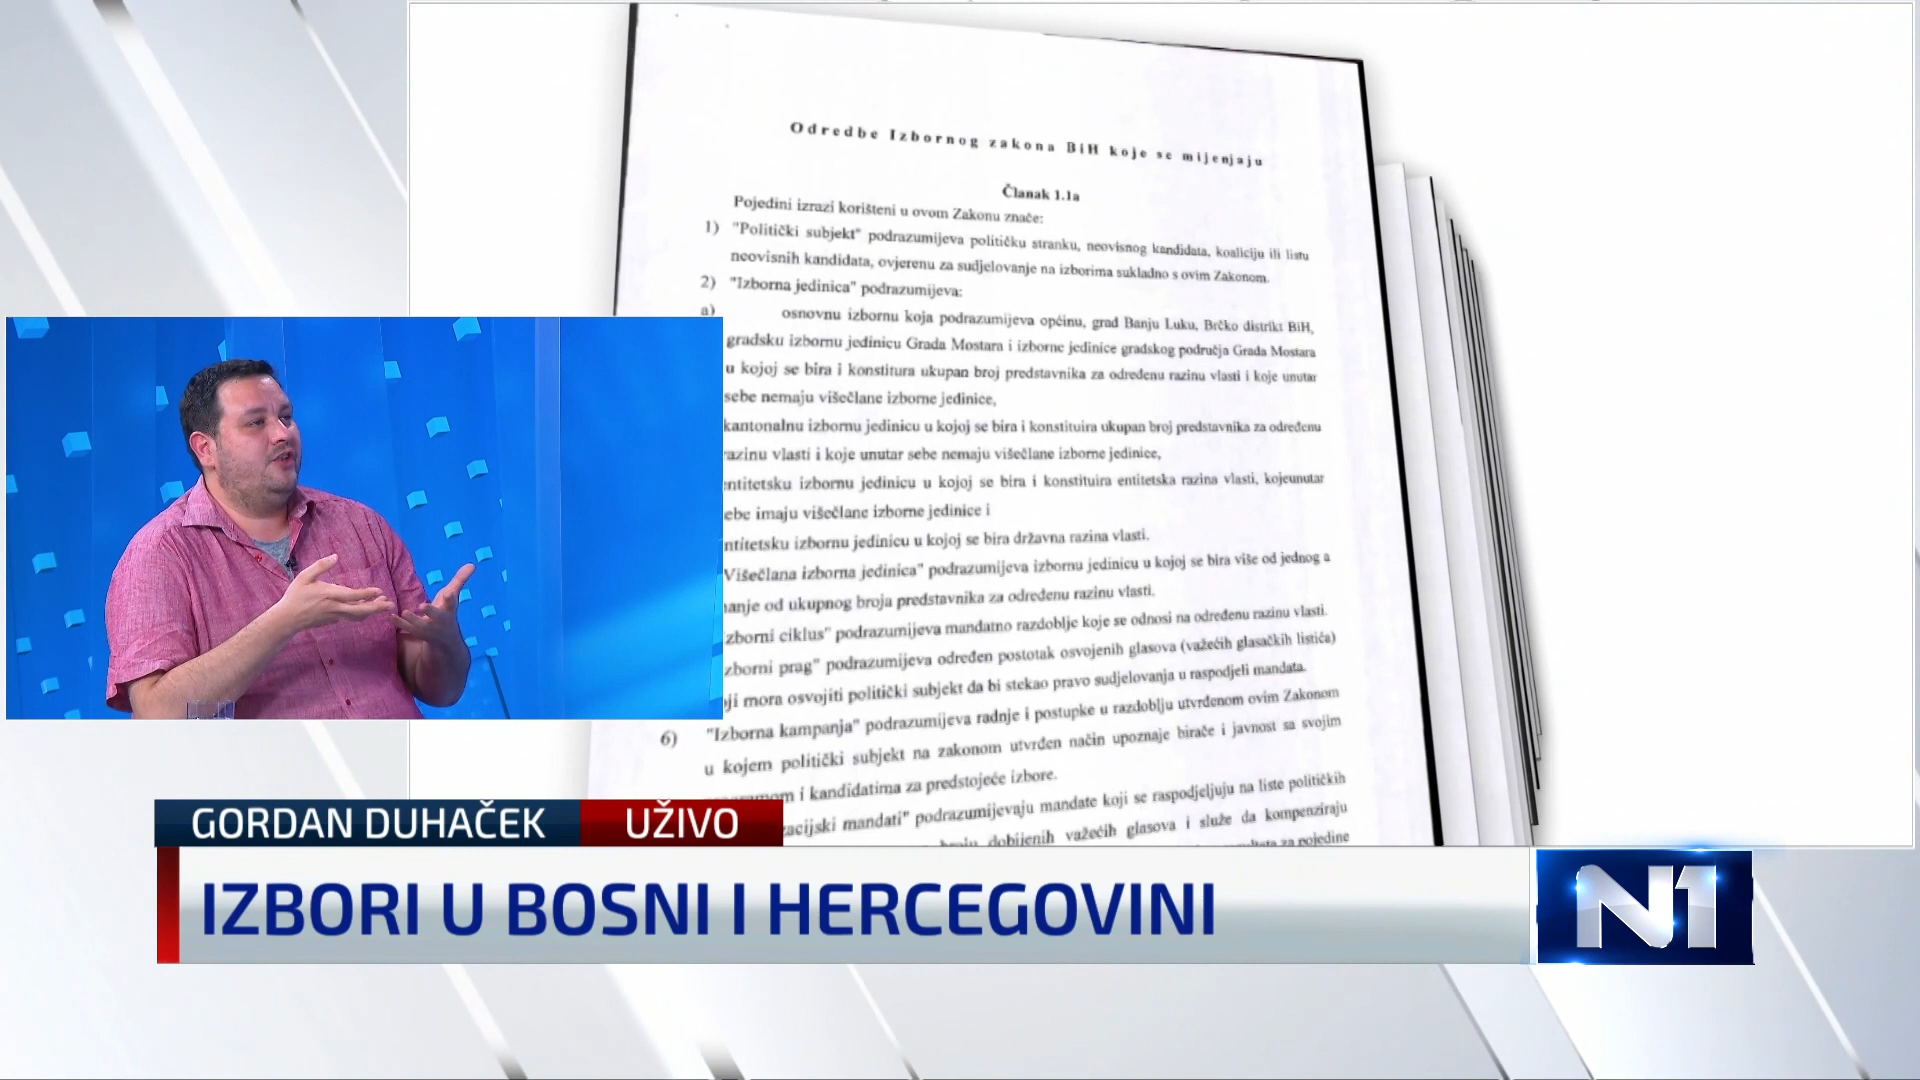 Odredbe Izbornog zakona BiH koje se mijenjaju
Članak 1.1a
Pojedini izrazi korišteni u ovom Zakonu znače:
1) "Politički subjekt" podrazumijeva političku stranku, neovisnog kandidata, koaliciju ili listu
neovisnih kandidata, ovjerenu za sudjelovanje na izborima sukladno s ovim Zakonom.
2) "Izborna jedinica" podrazumijeva:
a) osnovnu izbornu koja podrazumijeva općinu, grad Banju Luku, Brčko distrikt BiH,
gradsku izbornu jedinicu Grada Mostara i izborne jedinice gradskog područja Grada Mostara
u kojoj se bira i konstitura ukupan broj predstavnika za određenu razinu vlasti i koje unutar
sebe nemaju višečlane izborne jedinice,
kantonalnu izbornu jedinicu u kojoj se bira i konstituira ukupan broj predstavnika za određenu
azinu vlasti i koje unutar sebe nemaju višečlane izborne jedinice,
ntitetsku izbornu jedinicu u kojoj se bira i konstituira entitetska razina vlasti, kojeunutar
ebe imaju višečlane izborne jedinice i
ntitetsku izbornu jedinicu u kojoj se bira državna razina vlasti.
Višečlana izborna jedinica" podrazumijeva izbornu jedinicu u kojoj se bira više od jednog a
anje od ukupnog broja predstavnika za određenu razinu vlasti.
zborni ciklus" podrazumijeva mandatno razdoblje koje se odnosi na određenu razinu vlasti.
zborni prag" podrazumijeva određen postotak osvojenih glasova (važećih glasačkih listića)
ji mora osvojiti politički subjekt da bi stekao pravo sudjelovanja u raspodjeli mandata.
6) "Izborna kampanja" podrazumijeva radnje i postupke u razdoblju utvrđenom ovim Zakonom
u kojem politički subjekt na zakonom utvrđen način upoznaje birače i javnost sa svojim
i kandidatima za predstojeće izbore.
zacijski mandati" podrazumijevaju mandate koji se raspodjeljuju na liste političkih
dobijenih važećih glasova i služe da kompenziraju
za pojedine
GORDAN DUHAČEK UŽIVO
IZBORI U BOSNI I HERCEGOVINI
N1